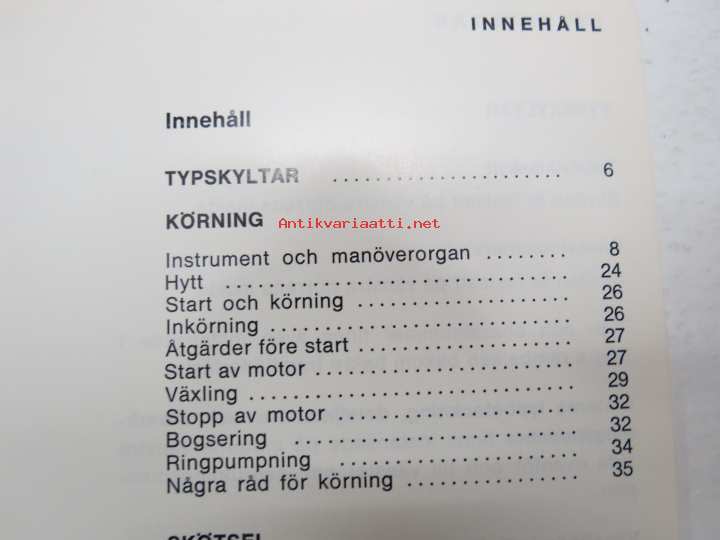 INNEHÅLL
Innehåll
TYPSKYLTAR ........................ 6
KÖRNING
Antikvariaatti.net
Instrument och manöverorgan ........ 8
Hytt .................................. 24
Start och körning .................... 26
Inkörning ............................. 26
Åtgärder före start ................... 27
Start av motor ........................ 27
Växling ............................... 29
Stopp av motor ........................ 32
Bogsering ............................. 32
Ringpumpning ........................ 34
Några råd för körning ................ 35
SKÖTSEL